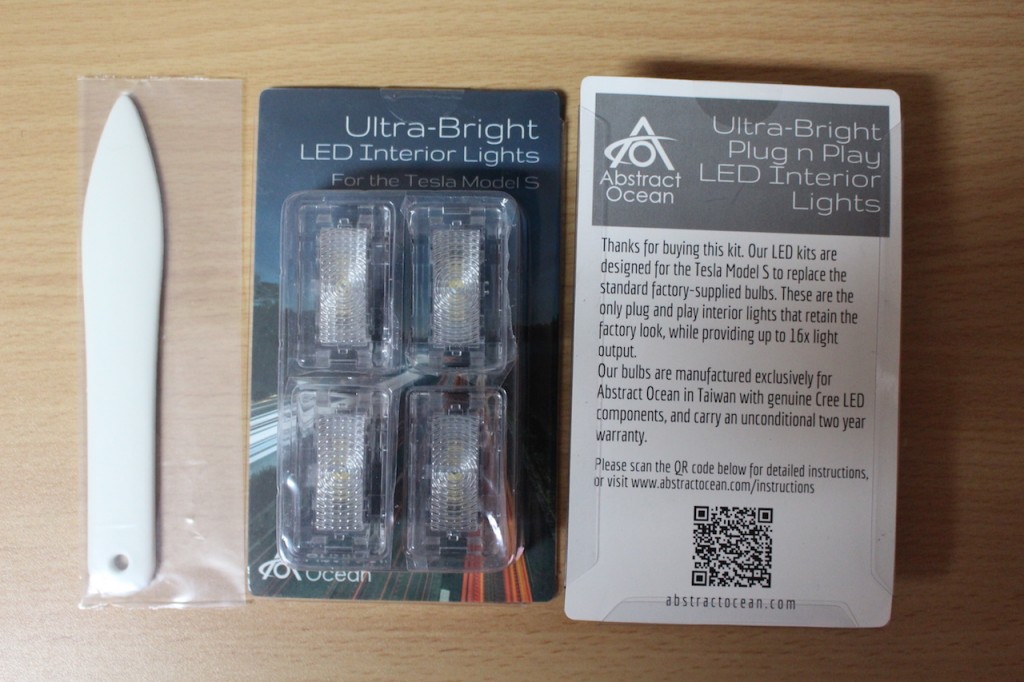 Ultra-Bright
LED Interior Lights
For the Tesla Model S
Ocean
Abstract
Ocean
Ultra-Bright
Plug n Play
LED Interior
Lights
Thanks for buying this kit. Our LED kits are
designed for the Tesla Model S to replace the
standard factory-supplied bulbs. These are the
only plug and play interior lights that retain the
factory look, while providing up to 16x light
output.
Our bulbs are manufactured exclusively for
Abstract Ocean in Taiwan with genuine Cree LED
components, and carry an unconditional two year
warranty.
Please scan the QR code below for detailed instructions,
or visit www.abstractocean.com/instructions
abstractocean.com